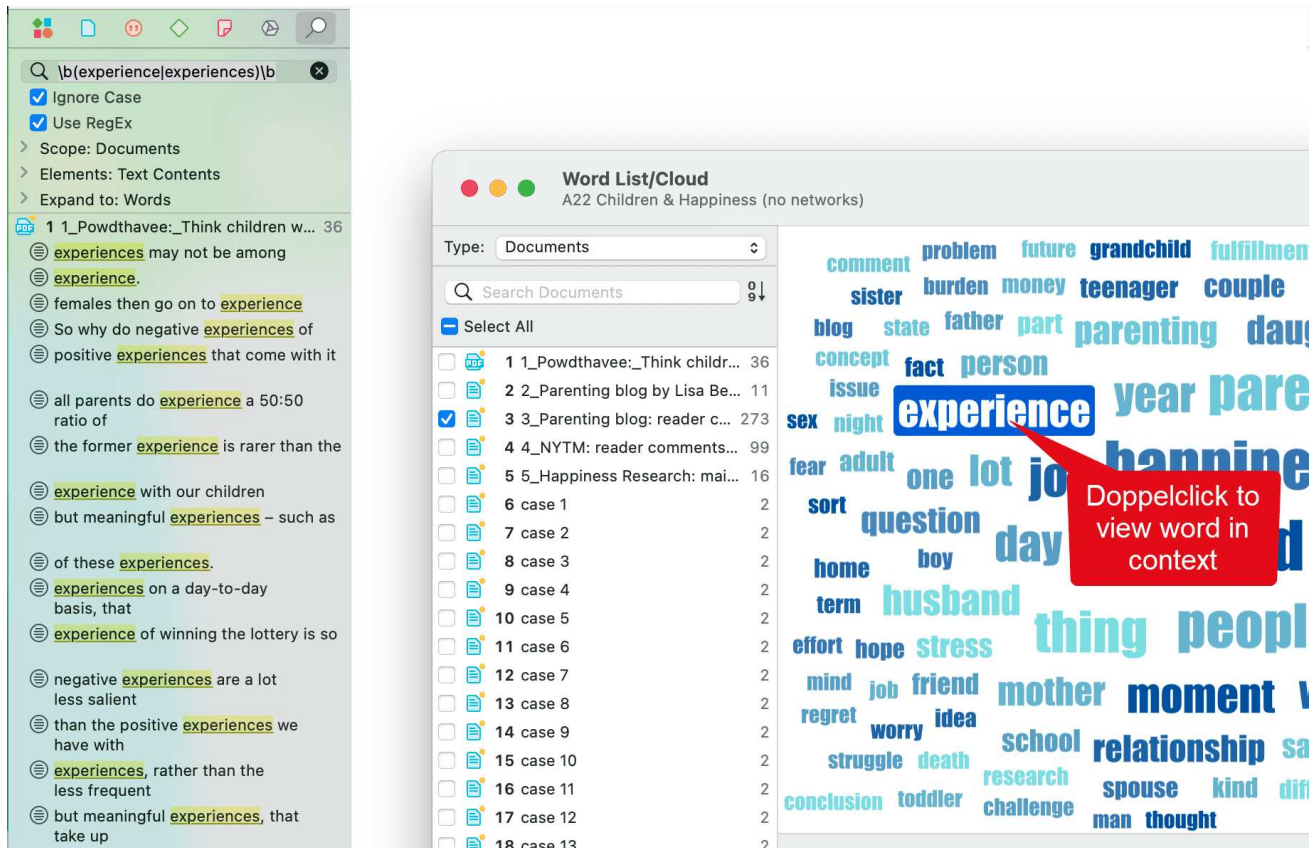 \b(experience|experiences)\b
Ignore Case
Use RegEx
Scope: Documents
Elements: Text Contents
Expand to: Words
1 1_Powdthavee:_Think children w... 36
experiences may not be among
experience.
females then go on to experience
So why do negative experiences of
positive experiences that come with it
all parents do experience a 50:50
ratio of
the former experience is rarer than the
experience with our children
but meaningful experiences – such as
of these experiences.
experiences on a day-to-day
basis, that
experience of winning the lottery is so
negative experiences are a lot
less salient
than the positive experiences we
have with
experiences, rather than the
less frequent
but meaningful experiences, that
take up
Word List/Cloud
A22 Children & Happiness (no networks)
Type: Documents
Search Documents
Select All
1 1_Powdthavee:_Think childr... 36
2 2_Parenting blog by Lisa Be... 11
3 3_Parenting blog: reader c... 273
4 4_NYTM: reader comments... 99
5 5_Happiness Research: mai... 16
6 case 1 2
7 case 2 2
8 case 3 2
9 case 4 2
10 case 5 2
11 case 6 2
12 case 7 2
13 case 8 2
14 case 9 2
15 case 10 2
16 case 11 2
17 case 12 2
18 case 13 2
comment problem future grandchild fulfillmen
sister burden money teenager couple
blog state father part parenting daug
concept fact person
issue
sex night experience year pare
fear adult one lot jo happine
sort question day
home boy
term husband thing peopl
effort hope stress
mind job friend mother moment
regret worry idea
school relationship sa
struggle death research spouse kind diff
conclusion toddler challenge man thought
Doppelclick to
view word in
context